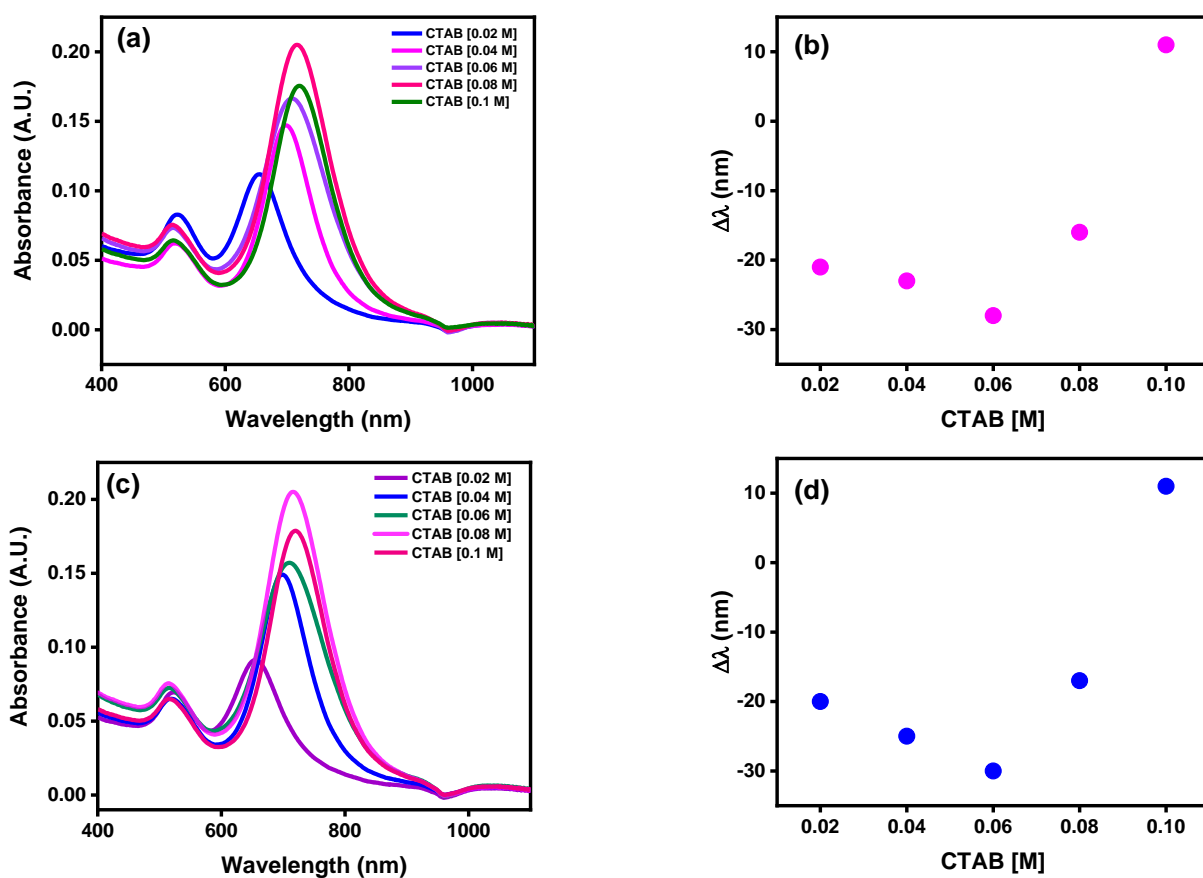 (a)
CTAB [0.02 M]
CTAB [0.04 M]
CTAB [0.06 M]
CTAB [0.08 M]
CTAB [0.1 M]
0.20
0.15
0.10
0.05
0.00
Absorbance (A.U.)
400 600 800 1000
Wavelength (nm)
(b)
10
0
-10
-20
-30
Δλ (nm)
0.02 0.04 0.06 0.08 0.10
CTAB [M]
(c)
CTAB [0.02 M]
CTAB [0.04 M]
CTAB [0.06 M]
CTAB [0.08 M]
CTAB [0.1 M]
0.20
0.15
0.10
0.05
0.00
Absorbance (A.U.)
400 600 800 1000
Wavelength (nm)
(d)
10
0
-10
-20
-30
Δλ (nm)
0.02 0.04 0.06 0.08 0.10
CTAB [M]